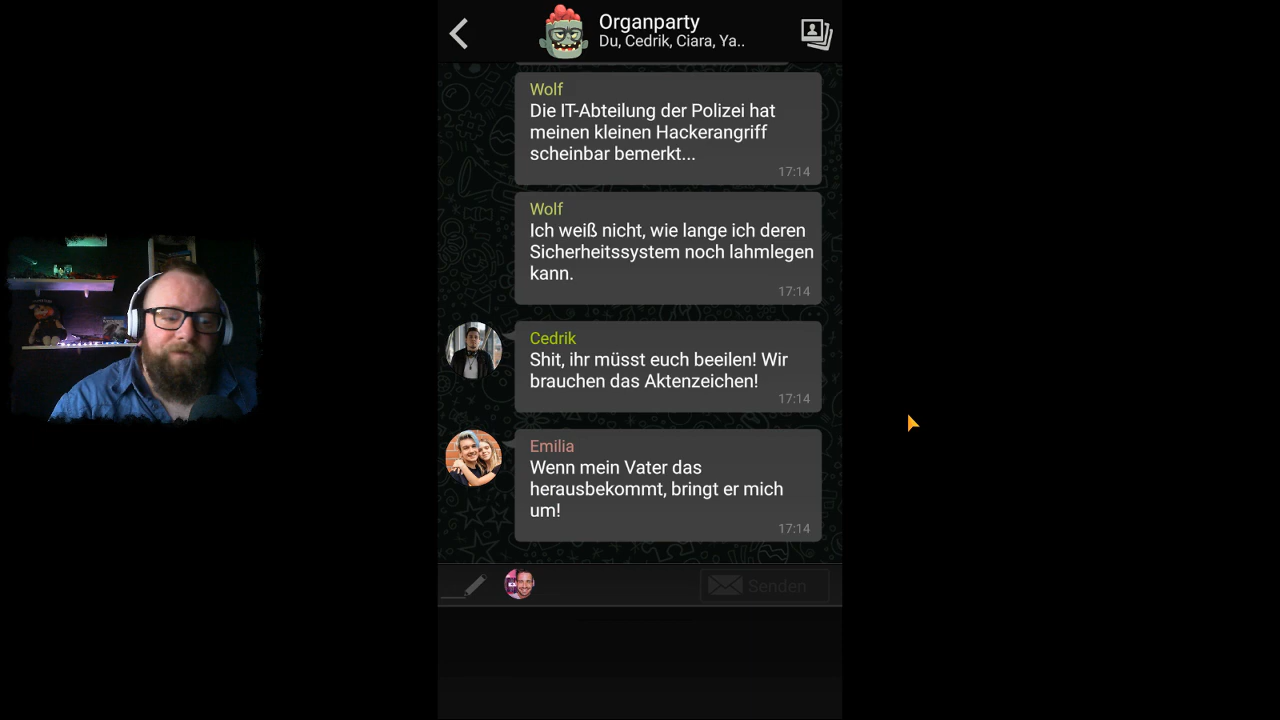 Organparty
Du, Cedrik, Ciara, Ya..
Wolf
Die IT-Abteilung der Polizei hat
meinen kleinen Hackerangriff
scheinbar bemerkt...
17:14
Wolf
Ich weiß nicht, wie lange ich deren
Sicherheitssystem noch lahmlegen
kann.
17:14
Cedrik
Shit, ihr müsst euch beeilen! Wir
brauchen das Aktenzeichen!
17:14
Emilia
Wenn mein Vater das
herausbekommt, bringt er mich
um!
17:14
Senden